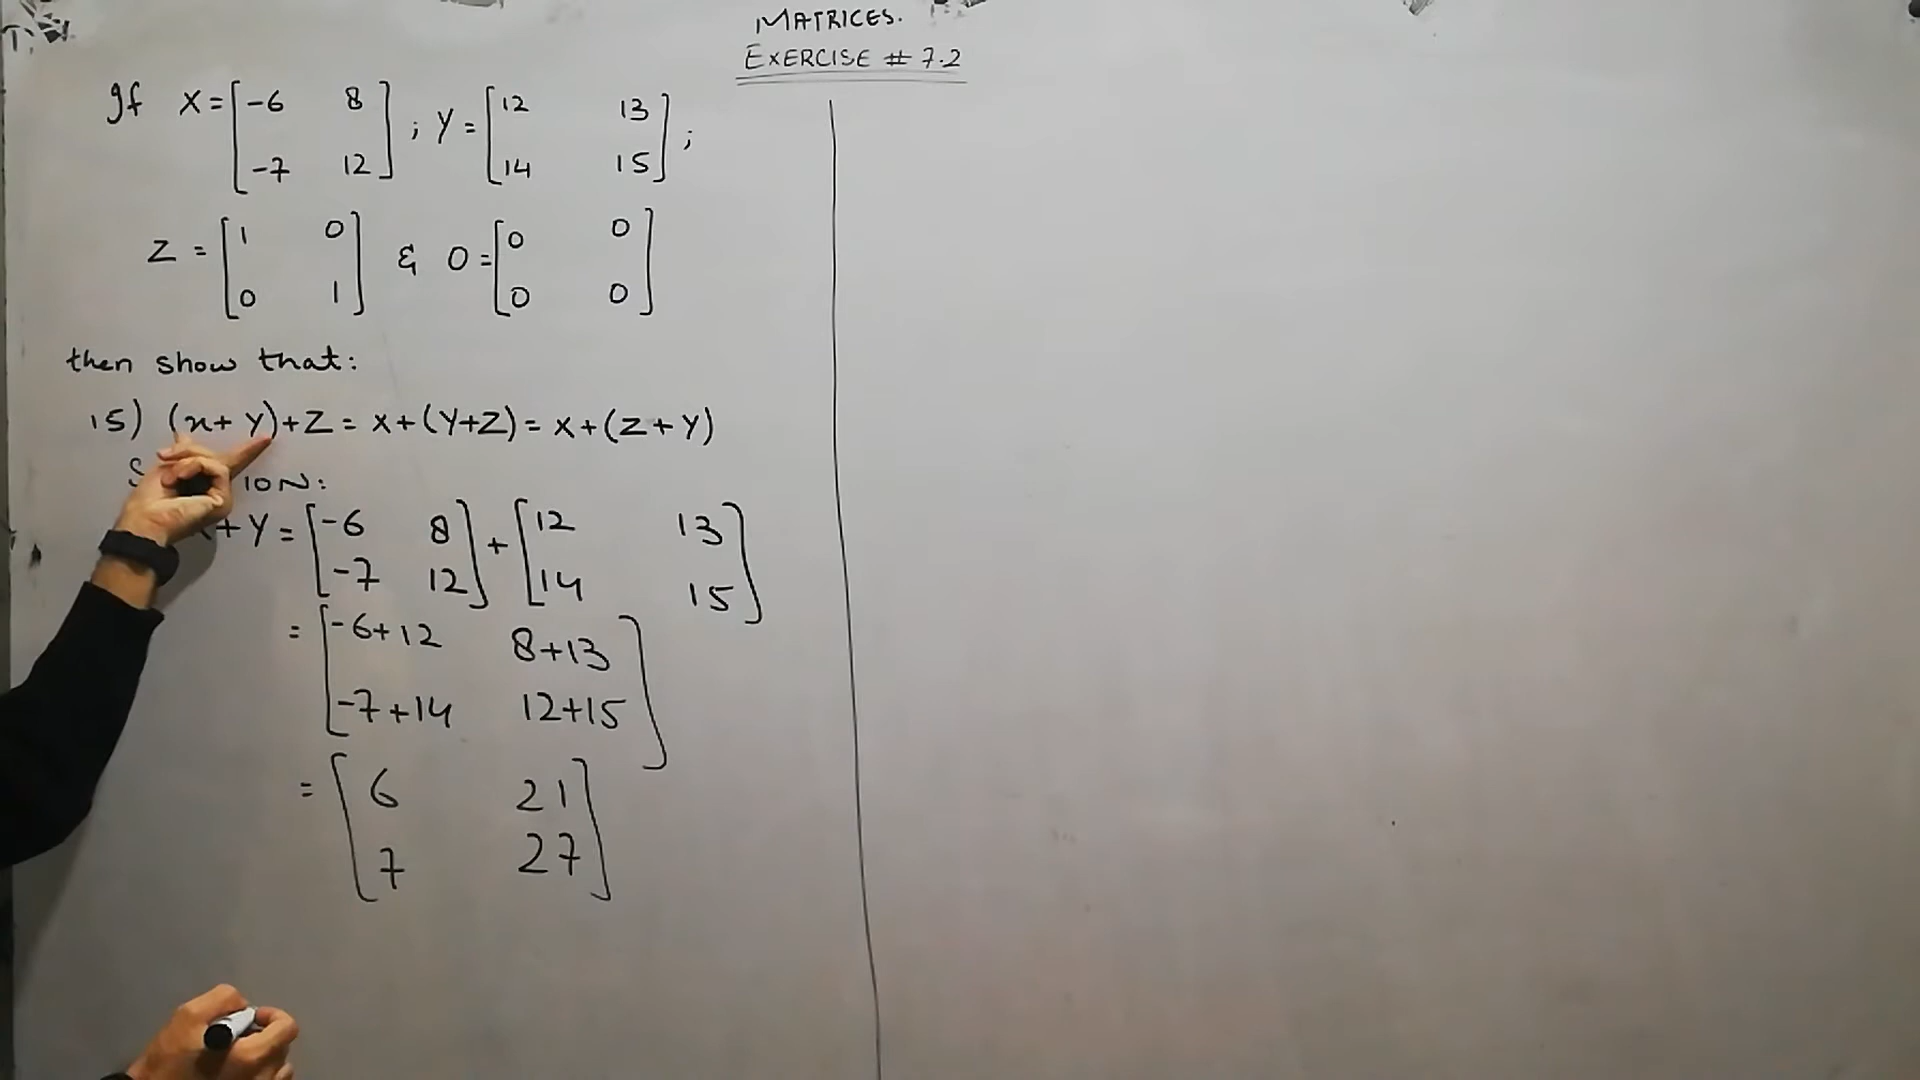 MATRICES.
EXERCISE # 7.2
If X = [-6 8
-7 12] ; Y = [12 13
14 15] ;
Z = [1 0
0 1] & O = [0 0
0 0]
then show that:
15) (x + Y) + Z = X + (Y+Z) = X + (Z + Y)
+ Y = [-6 8
-7 12] + [12 13
14 15]
= [-6+12 8+13
-7+14 12+15]
= [6 21
7 27]